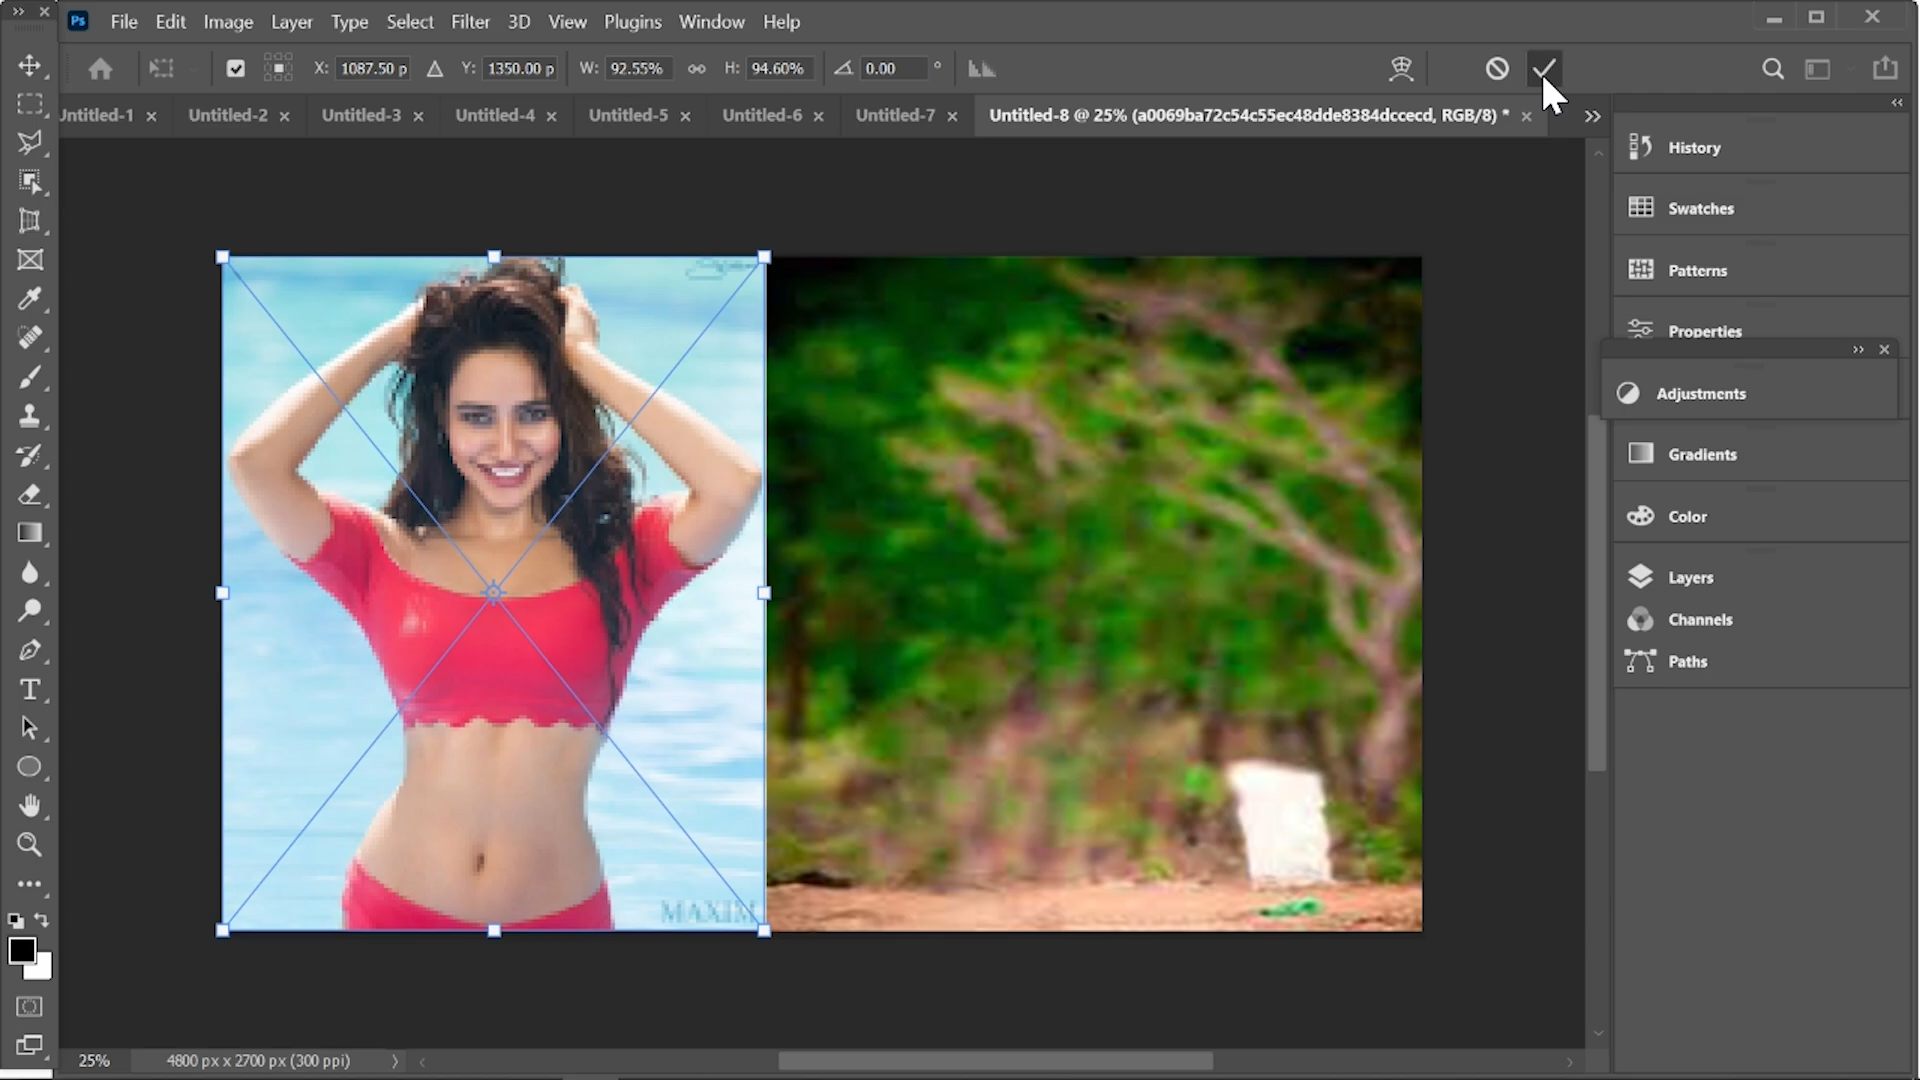 File Edit Image Layer Type Select Filter 3D View Plugins Window Help
X: 1087.50 p Y: 1350.00 p W: 92.55% H: 94.60% 0.00 °
Untitled-1 × Untitled-2 × Untitled-3 × Untitled-4 × Untitled-5 × Untitled-6 × Untitled-7 × Untitled-8 @ 25% (a0069ba72c54c55ec48dde8384dccecd, RGB/8) * ×
History
Swatches
Patterns
Properties
Adjustments
Gradients
Color
Layers
Channels
Paths
MAXIM
25% 4800 px x 2700 px (300 ppi)